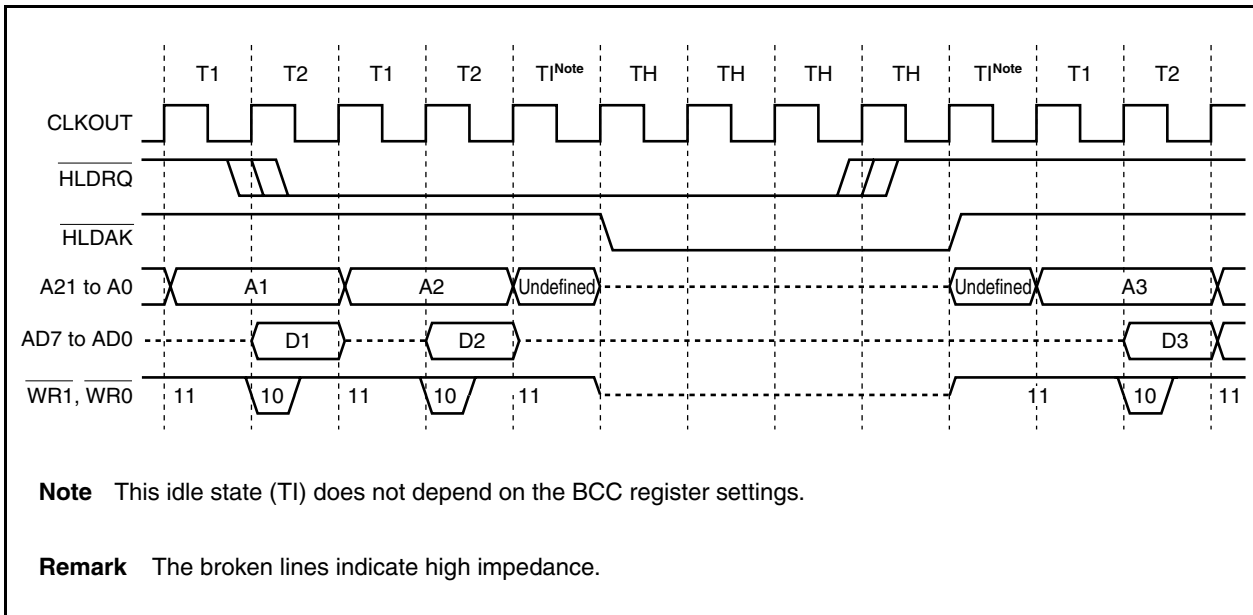 T1 T2 T1 T2 TINote TH TH TH TH TINote T1 T2
CLKOUT
HLDRQ
HLDAK
A21 to A0 A1 A2 Undefined Undefined A3
AD7 to AD0 D1 D2 D3
WR1, WR0 11 10 11 10 11 11 10 11
Note This idle state (TI) does not depend on the BCC register settings.
Remark The broken lines indicate high impedance.